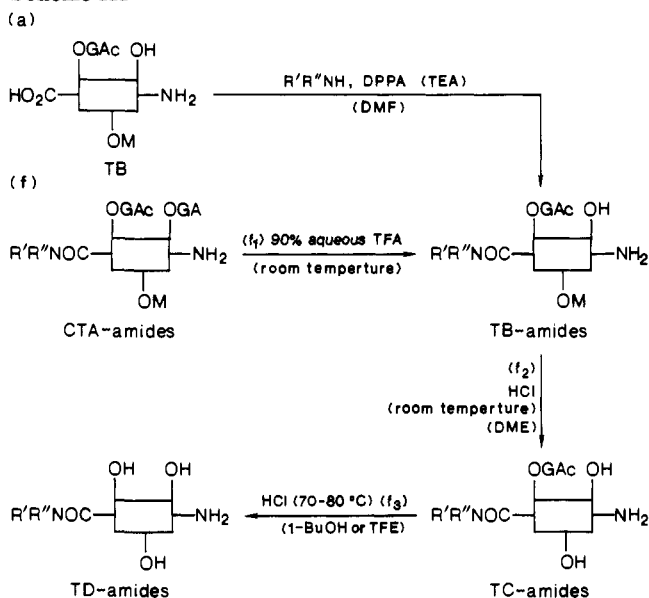 (a)
OGAc OH
HO₂C NH₂
OM
TB
R'R"NH, DPPA (TEA)
(DMF)
(f)
OGAc OGA
R'R"NOC NH₂
OM
CTA-amides
(f₁) 90% aqueous TFA
(room temperture)
OGAc OH
R'R"NOC NH₂
OM
TB-amides
(f₂)
HCl
(room temperture)
(DME)
OH OH
R'R"NOC NH₂
OH
TD-amides
HCl (70-80 °C) (f₃)
(1-BuOH or TFE)
OGAc OH
R'R"NOC NH₂
OH
TC-amides